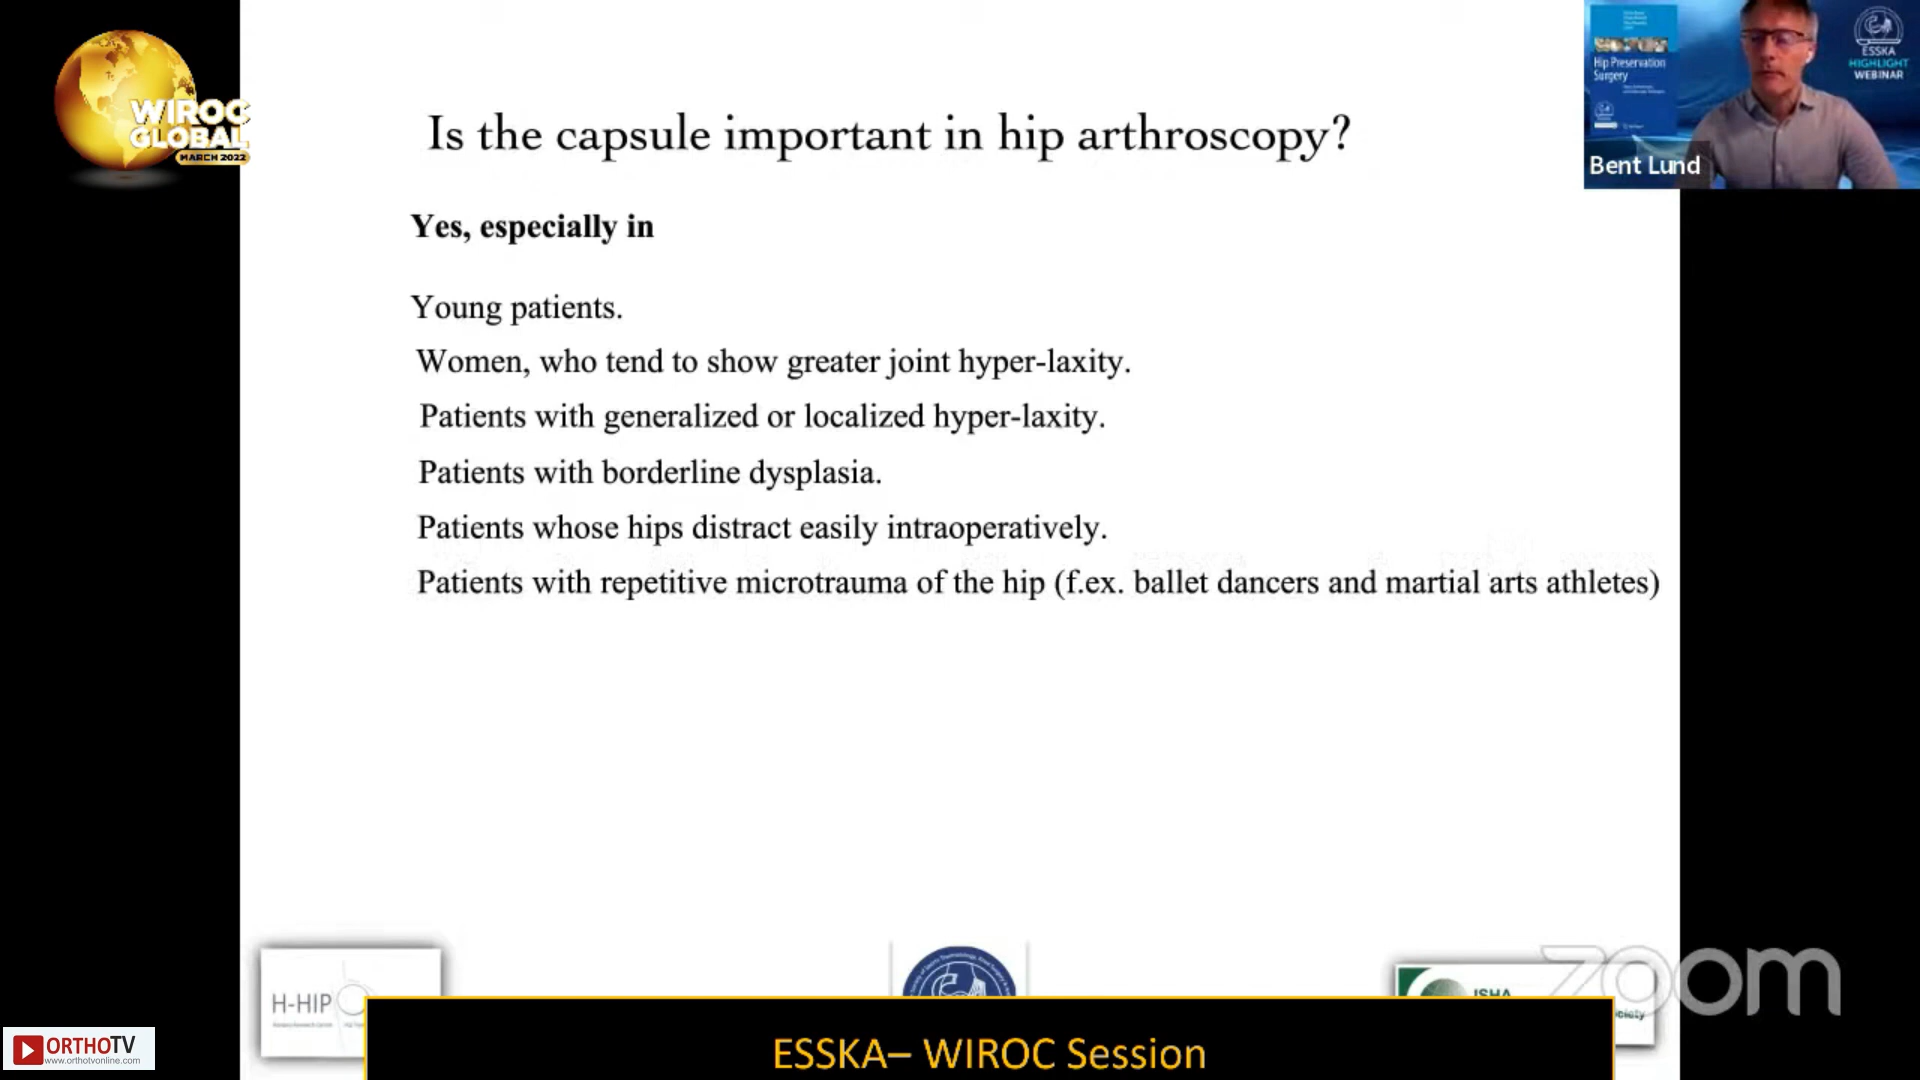 WIROC
GLOBAL
MARCH 2022
Is the capsule important in hip arthroscopy?
Hip Preservation
Surgery
ESSKA
HIGHLIGHT
WEBINAR
Bent Lund
Yes, especially in
Young patients.
Women, who tend to show greater joint hyper-laxity.
Patients with generalized or localized hyper-laxity.
Patients with borderline dysplasia.
Patients whose hips distract easily intraoperatively.
Patients with repetitive microtrauma of the hip (f.ex. ballet dancers and martial arts athletes)
H-HIP
ISHA
zoom
ORTHOTV
www.orthotvonline.com
ESSKA– WIROC Session